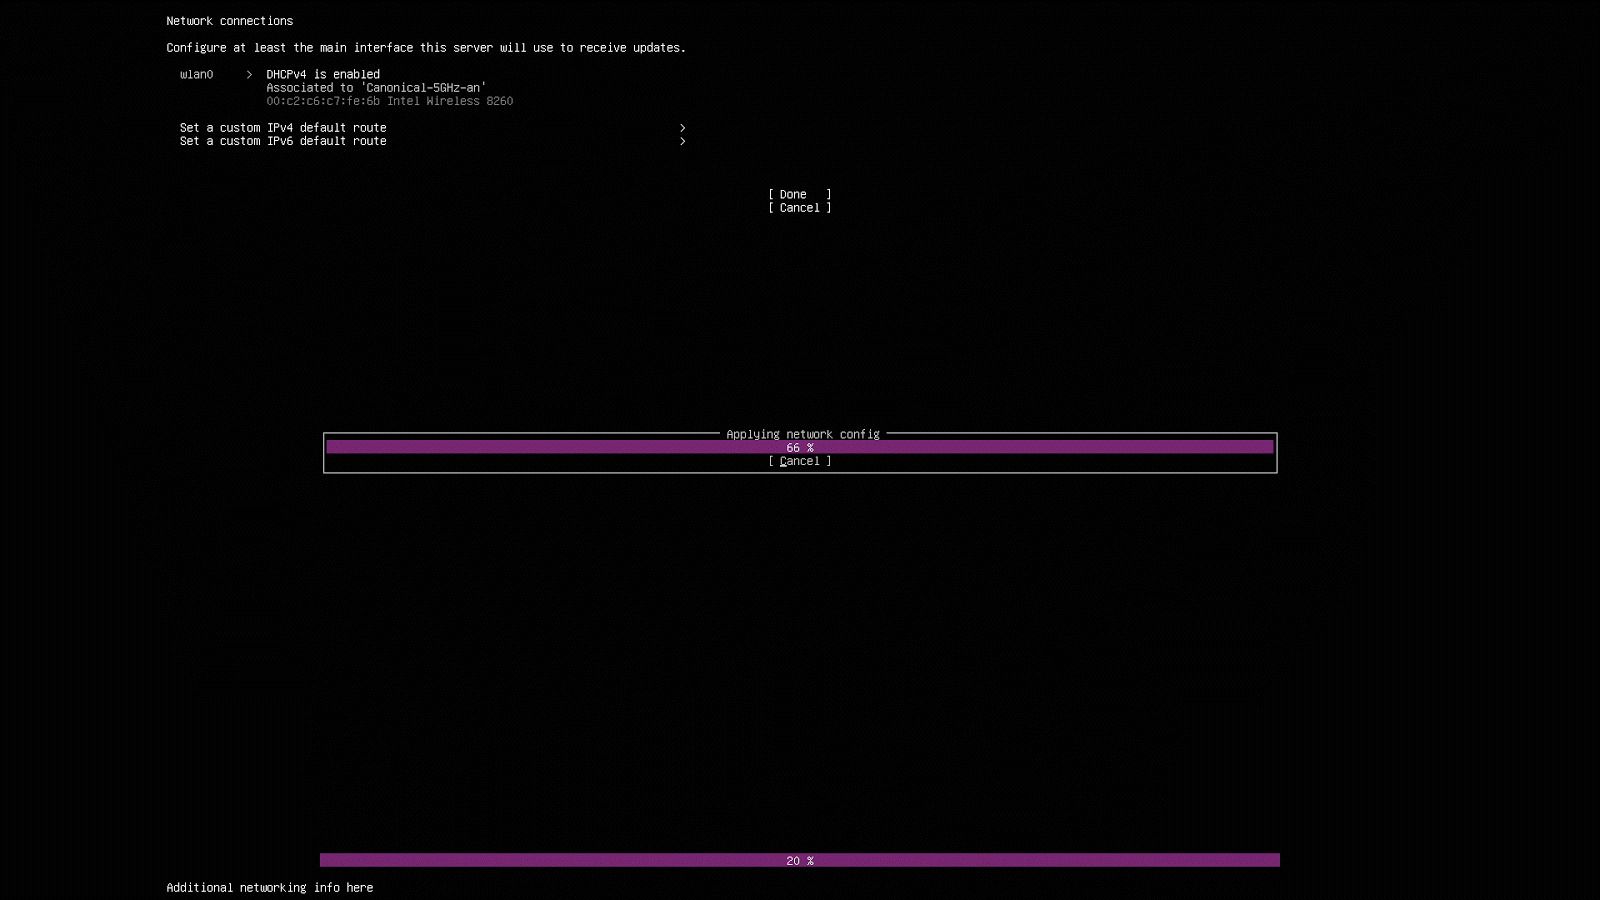 Network connections
Configure at least the main interface this server will use to receive updates.
wlan0 > DHCPv4 is enabled
Associated to 'Canonical-5GHz-an'
00:c2:c6:c7:fe:6b Intel Wireless 8260
Set a custom IPv4 default route >
Set a custom IPv6 default route >
[ Done ]
[ Cancel ]
Applying network config
66 %
[ Cancel ]
20 %
Additional networking info here